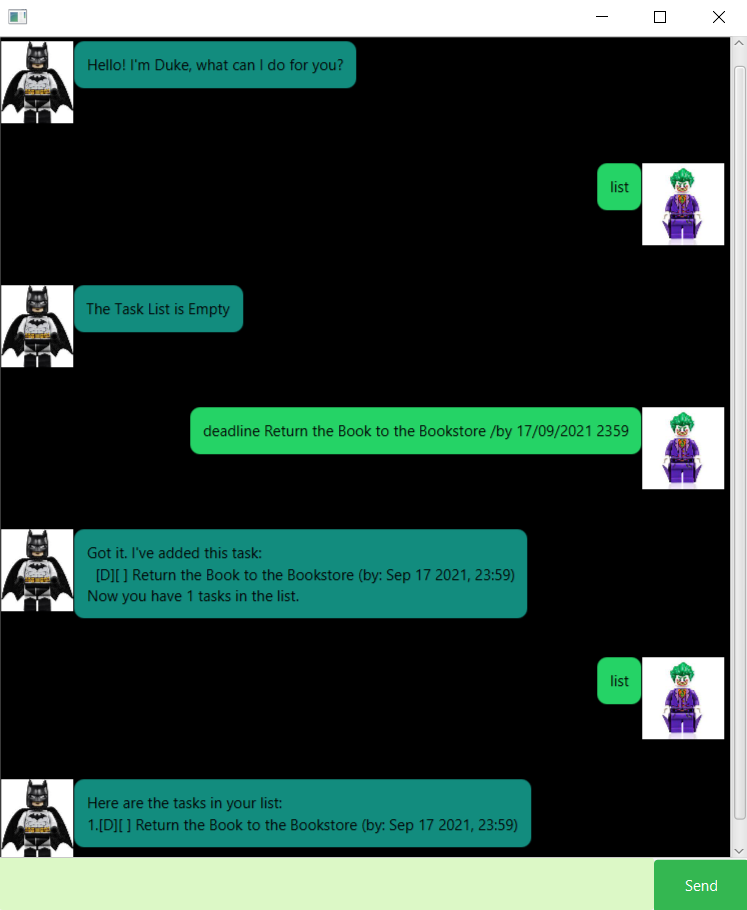 Hello! I'm Duke, what can I do for you?
list
The Task List is Empty
deadline Return the Book to the Bookstore /by 17/09/2021 2359
Got it. I've added this task:
[D][ ] Return the Book to the Bookstore (by: Sep 17 2021, 23:59)
Now you have 1 tasks in the list.
list
Here are the tasks in your list:
1.[D][ ] Return the Book to the Bookstore (by: Sep 17 2021, 23:59)
Send